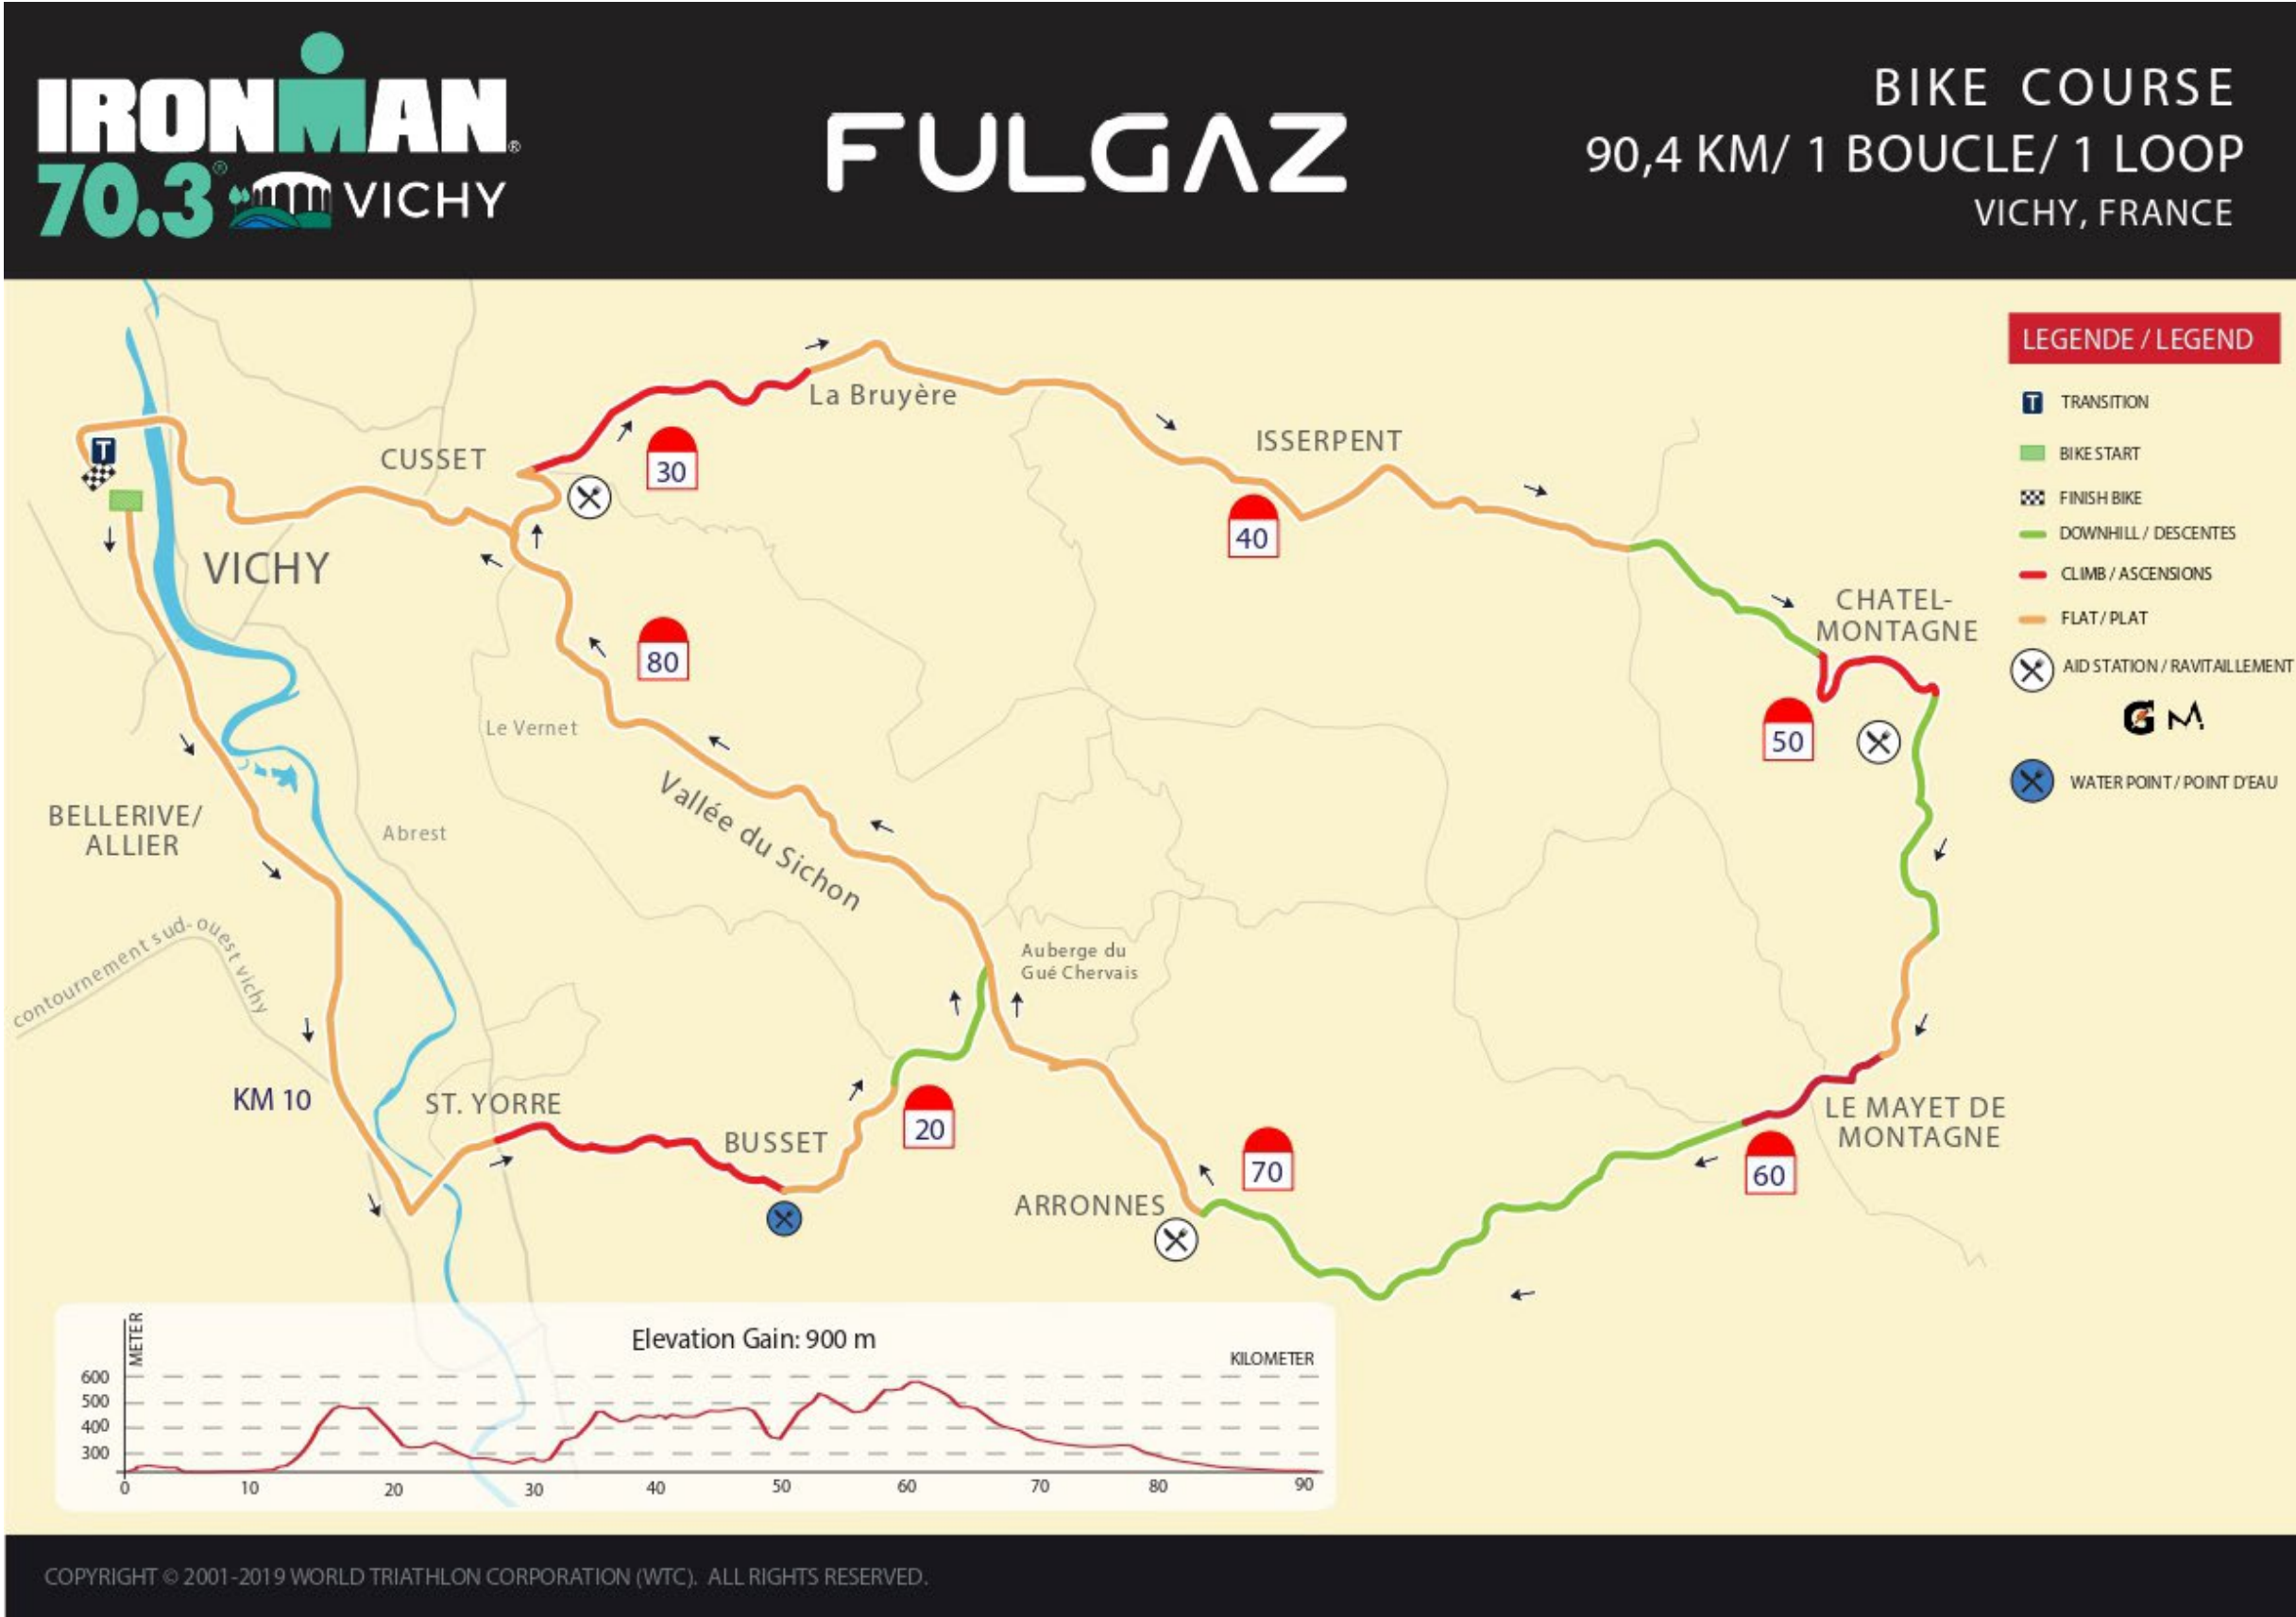 IRONMAN®
70.3® VICHY
FULGAZ
BIKE COURSE
90,4 KM/ 1 BOUCLE/ 1 LOOP
VICHY, FRANCE
LEGENDE / LEGEND
T TRANSITION
BIKE START
FINISH BIKE
DOWNHILL / DESCENTES
CLIMB / ASCENSIONS
FLAT / PLAT
AID STATION / RAVITAILLEMENT
G M.
WATER POINT / POINT D'EAU
La Bruyère
ISSERPENT
CUSSET
T
30
40
VICHY
CHATEL-
MONTAGNE
80
50
Le Vernet
Vallée du Sichon
BELLERIVE/
ALLIER
Abrest
contournement sud-ouest vichy
Auberge du
Gué Chervais
KM 10
ST. YORRE
BUSSET
20
LE MAYET DE
MONTAGNE
70
60
ARRONNES
METER
Elevation Gain: 900 m
KILOMETER
600
500
400
300
0 10 20 30 40 50 60 70 80 90
COPYRIGHT © 2001-2019 WORLD TRIATHLON CORPORATION (WTC). ALL RIGHTS RESERVED.